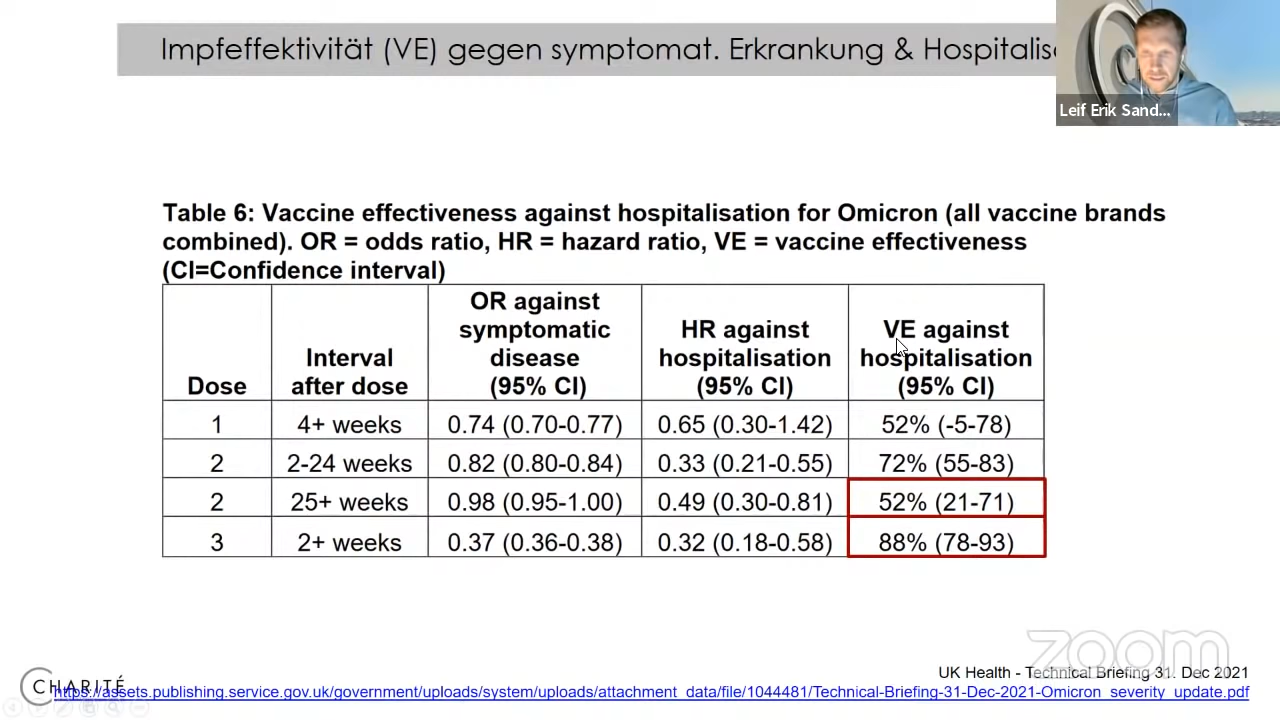 Impfeffektivität (VE) gegen symptomat. Erkrankung & Hospitalis
Leif Erik Sand...
Table 6: Vaccine effectiveness against hospitalisation for Omicron (all vaccine brands
combined). OR = odds ratio, HR = hazard ratio, VE = vaccine effectiveness
(CI=Confidence interval)
Dose | Interval after dose | OR against symptomatic disease (95% CI) | HR against hospitalisation (95% CI) | VE against hospitalisation (95% CI)
1 | 4+ weeks | 0.74 (0.70-0.77) | 0.65 (0.30-1.42) | 52% (-5-78)
2 | 2-24 weeks | 0.82 (0.80-0.84) | 0.33 (0.21-0.55) | 72% (55-83)
2 | 25+ weeks | 0.98 (0.95-1.00) | 0.49 (0.30-0.81) | 52% (21-71)
3 | 2+ weeks | 0.37 (0.36-0.38) | 0.32 (0.18-0.58) | 88% (78-93)
zoom
UK Health - Technical Briefing 31. Dec 2021
CHARITÉ
https://assets.publishing.service.gov.uk/government/uploads/system/uploads/attachment_data/file/1044481/Technical-Briefing-31-Dec-2021-Omicron_severity_update.pdf